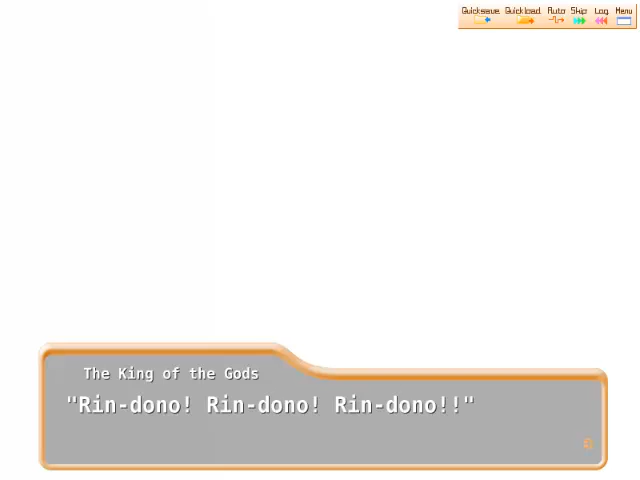 Quicksave Quickload Auto Skip Log Menu
The King of the Gods
"Rin-dono! Rin-dono! Rin-dono!!"